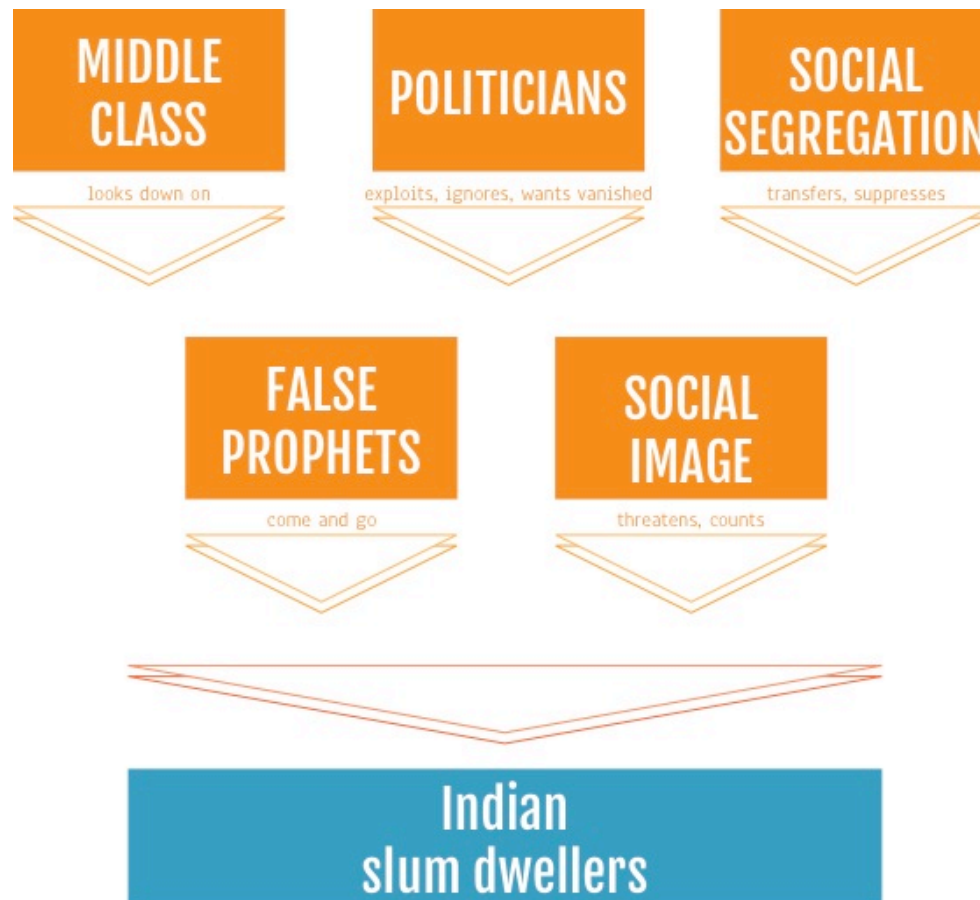 MIDDLE
CLASS
looks down on
POLITICIANS
exploits, ignores, wants vanished
SOCIAL
SEGREGATION
transfers, suppresses
FALSE
PROPHETS
come and go
SOCIAL
IMAGE
threatens, counts
Indian
slum dwellers